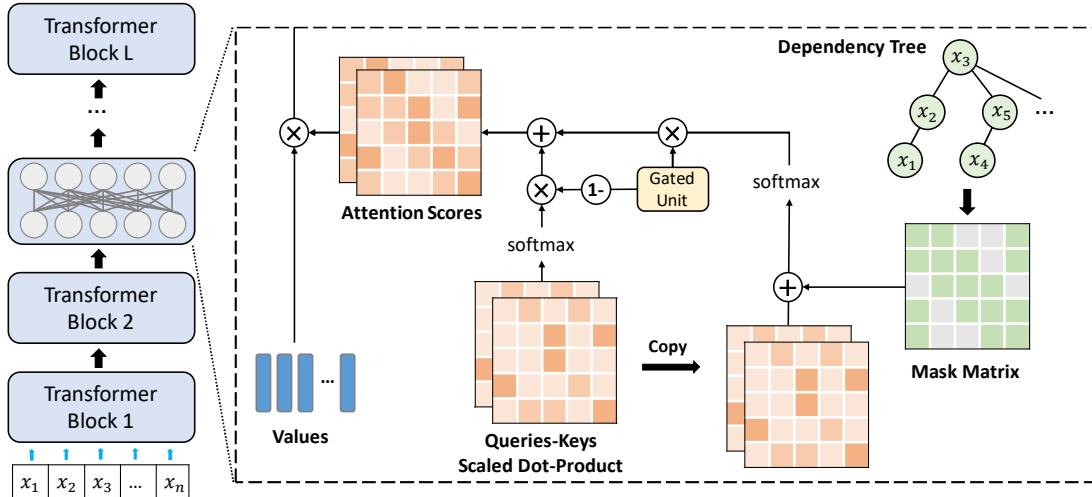 Transformer
Block L
...
Transformer
Block 2
Transformer
Block 1
x₁ x₂ x₃ ... xₙ
Dependency Tree
x₃
x₂ x₅ ...
x₁ x₄
× + ×
Attention Scores
× 1- Gated
Unit
softmax
softmax
+
Copy
Mask Matrix
...
Values
Queries-Keys
Scaled Dot-Product